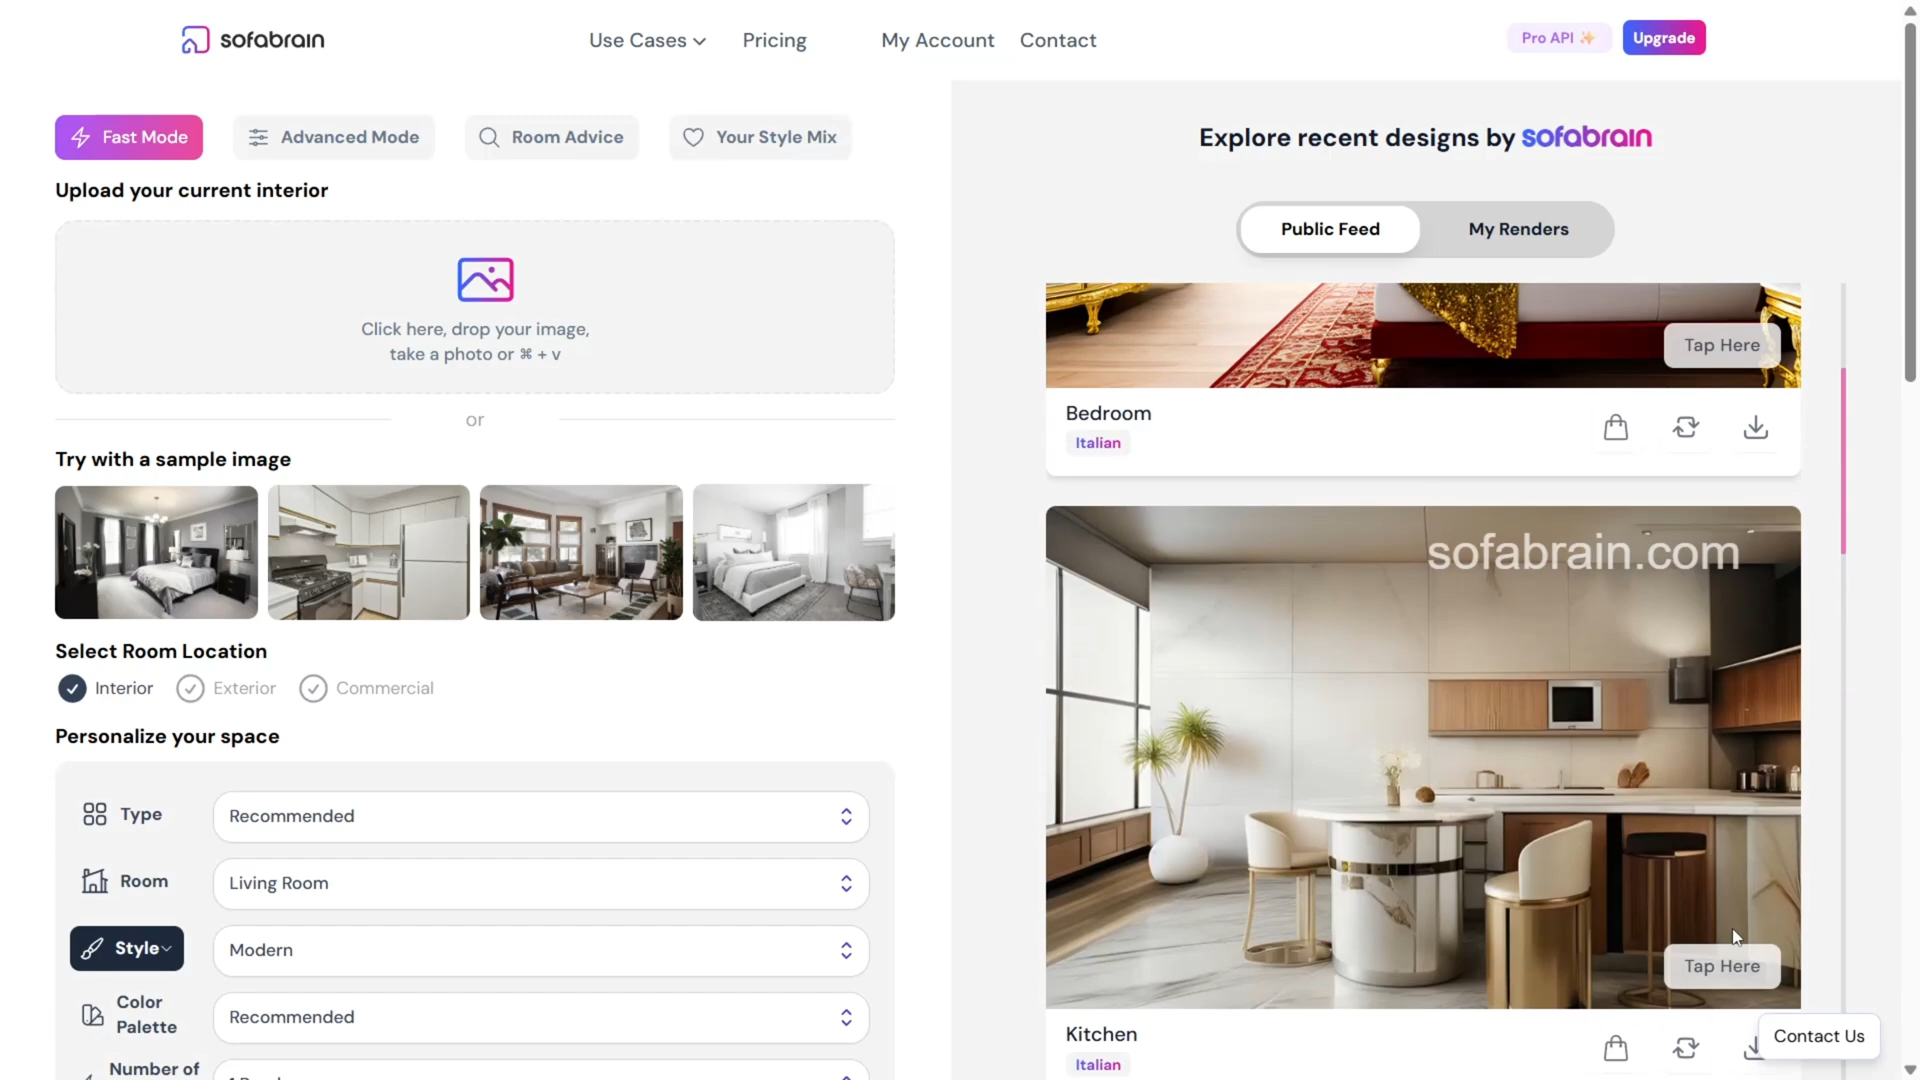 sofabrain
Use Cases
Pricing
My Account
Contact
Pro API
Upgrade
Fast Mode
Advanced Mode
Room Advice
Your Style Mix
Upload your current interior
Click here, drop your image,
take a photo or ⌘ + v
or
Try with a sample image
Select Room Location
Interior
Exterior
Commercial
Personalize your space
Type
Recommended
Room
Living Room
Style
Modern
Color
Palette
Recommended
Number of
Explore recent designs by sofabrain
Public Feed
My Renders
Tap Here
Bedroom
Italian
sofabrain.com
Tap Here
Kitchen
Italian
Contact Us